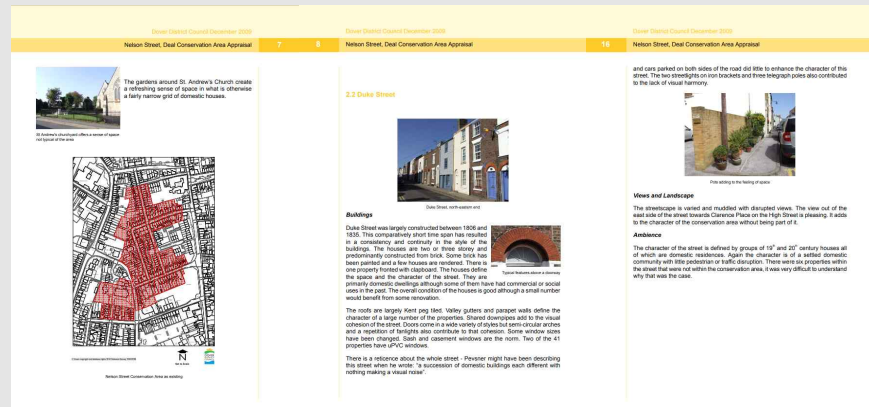 Dover District Council December 2008
Nelson Street, Deal Conservation Area Appraisal
7
The gardens around St. Andrew's Church create
a refreshing sense of space in what is otherwise
a fairly narrow grid of domestic houses.
St Andrew's churchyard offers a sense of space
not typical of the area
Nelson Street Conservation Area as existing
8
Dover District Council December 2008
Nelson Street, Deal Conservation Area Appraisal
2.2 Duke Street
Duke Street, north-eastern end
Buildings
Duke Street was largely constructed between 1806 and
1835. This comparatively short time span has resulted
in a consistency and continuity in the style of the
buildings. The houses are two or three storey and
predominantly constructed from brick. Some brick has
been painted and a few houses are rendered. There is
one property fronted with clapboard. The houses define
the space and the character of the street. They are
primarily domestic dwellings although some of them have had commercial or social
uses in the past. The overall condition of the houses is good although a small number
would benefit from some renovation.
Typical features above a doorway
The roofs are largely Kent peg tiled. Valley gutters and parapet walls define the
character of a large number of the properties. Shared downpipes add to the visual
cohesion of the street. Doors come in a wide variety of styles but semi-circular arches
and a repetition of fanlights also contribute to that cohesion. Some window sizes
have been changed. Sash and casement windows are the norm. Two of the 41
properties have uPVC windows.
There is a reticence about the whole street - Pevsner might have been describing
this street when he wrote: "a succession of domestic buildings each different with
nothing making a visual noise".
16
Dover District Council December 2008
Nelson Street, Deal Conservation Area Appraisal
and cars parked on both sides of the road did little to enhance the character of this
street. The two streetlights on iron brackets and three telegraph poles also contributed
to the lack of visual harmony.
Pots adding to the feeling of space
Views and Landscape
The streetscape is varied and muddled with disrupted views. The view out of the
east side of the street towards Clarence Place on the High Street is pleasing. It adds
to the character of the conservation area without being part of it.
Ambience
The character of the street is defined by groups of 19th and 20th century houses all
of which are domestic residences. Again the character is of a settled domestic
community with little pedestrian or traffic disruption. There were six properties within
the street that were not within the conservation area, it was very difficult to understand
why that was the case.